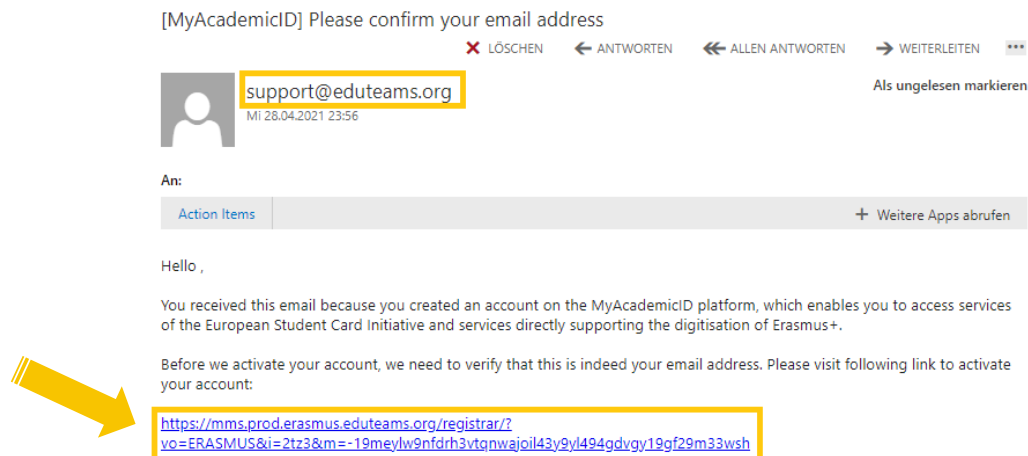 [MyAcademicID] Please confirm your email address
LÖSCHEN ANTWORTEN ALLEN ANTWORTEN WEITERLEITEN ...
support@eduteams.org
Als ungelesen markieren
Mi 28.04.2021 23:56
An:
Action Items
+ Weitere Apps abrufen
Hello ,
You received this email because you created an account on the MyAcademicID platform, which enables you to access services
of the European Student Card Initiative and services directly supporting the digitisation of Erasmus+.
Before we activate your account, we need to verify that this is indeed your email address. Please visit following link to activate
your account:
https://mms.prod.erasmus.eduteams.org/registrar/?
vo=ERASMUS&i=2tz3&m=-19meylw9nfdrh3vtqnwajoil43y9yl494gdvgy19gf29m33wsh